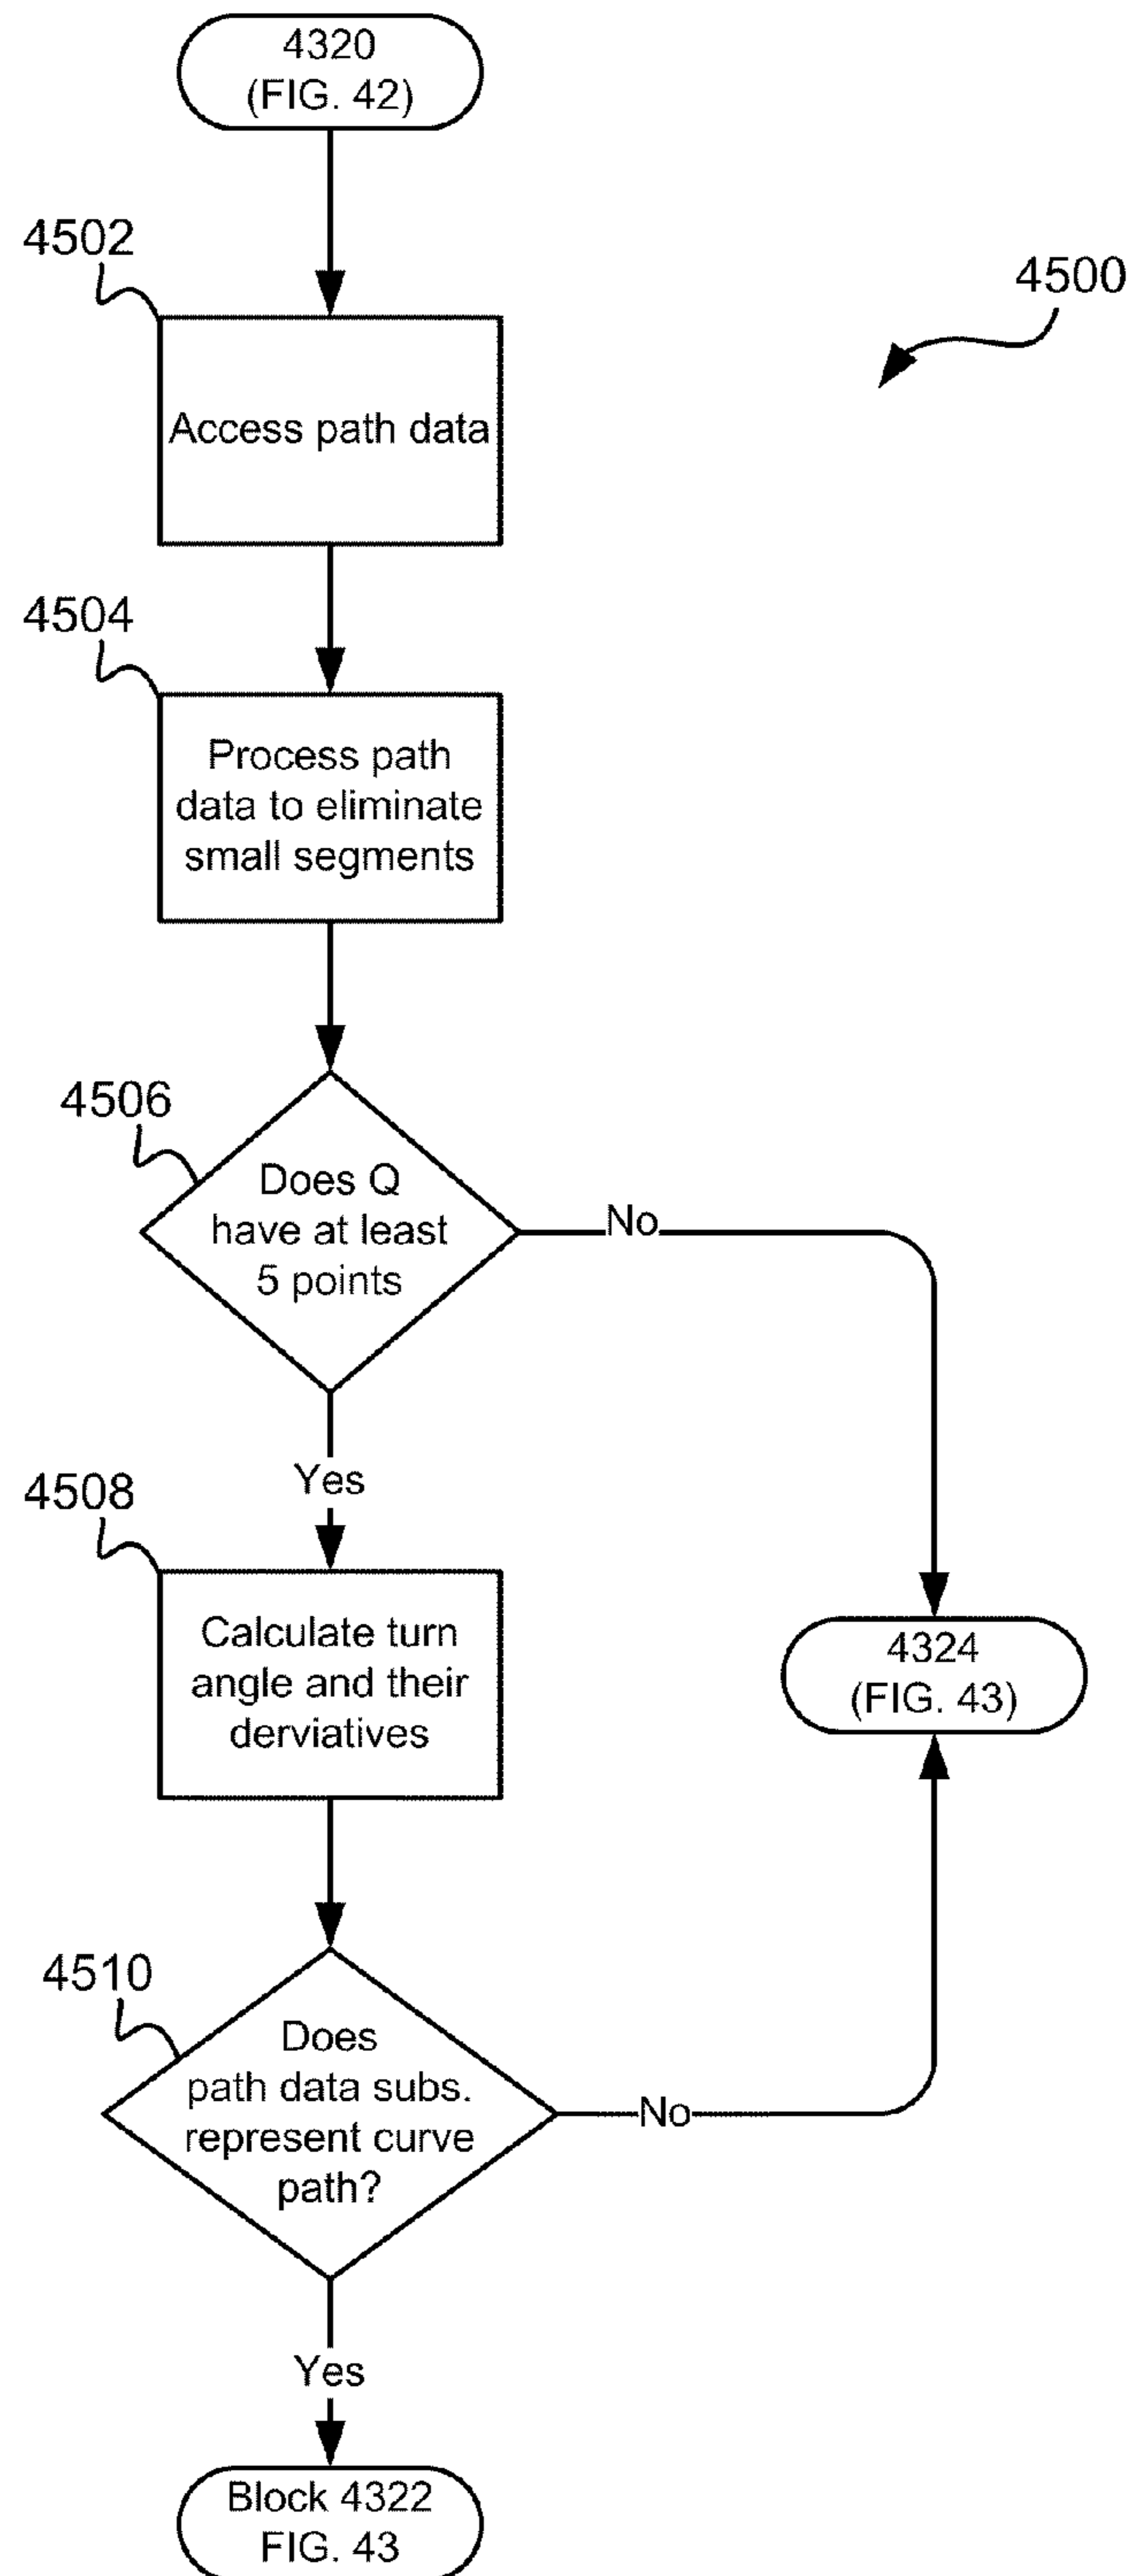 4320
(FIG. 42)
4502
4500
Access path data
4504
Process path
data to eliminate
small segments
4506
Does Q
have at least
5 points
No
Yes
4508
Calculate turn
angle and their
derviatives
4324
(FIG. 43)
4510
Does
path data subs.
represent curve
path?
No
Yes
Block 4322
FIG. 43